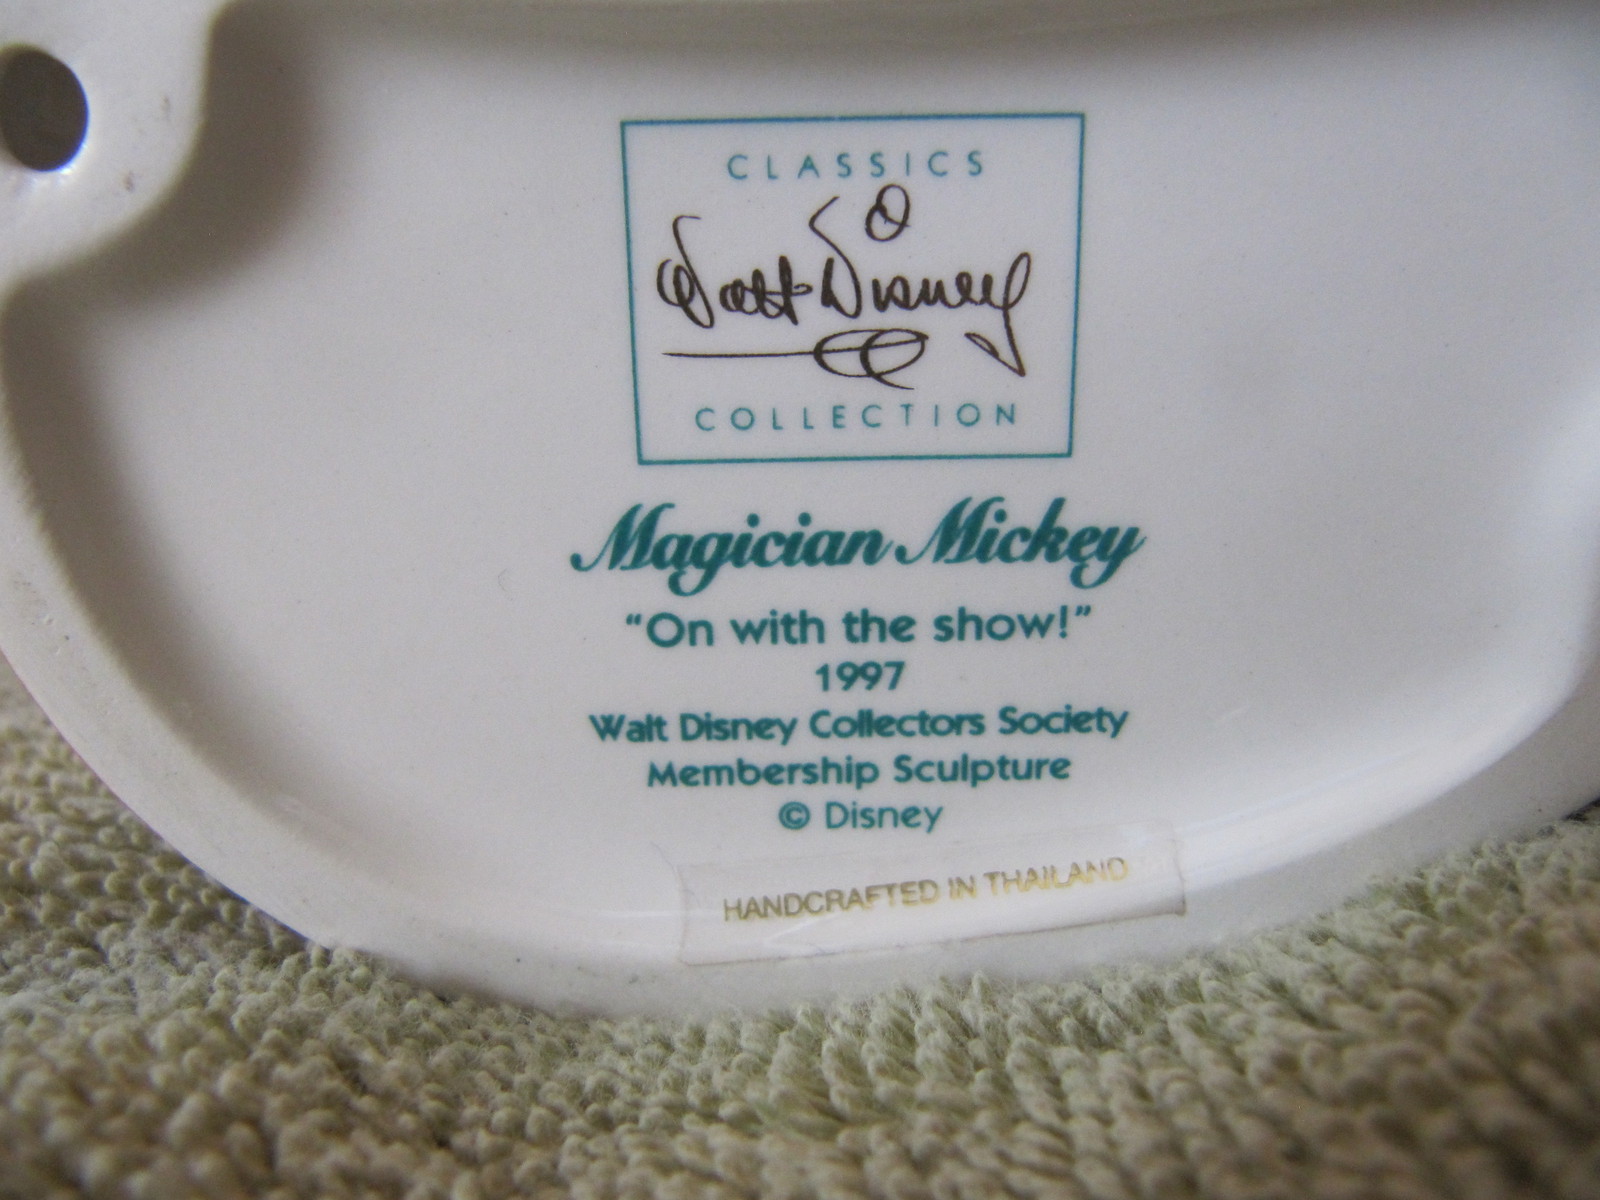 CLASSICS
Walt Disney
COLLECTION
Magician Mickey
“On with the show!”
1997
Walt Disney Collectors Society
Membership Sculpture
© Disney
HANDCRAFTED IN THAILAND